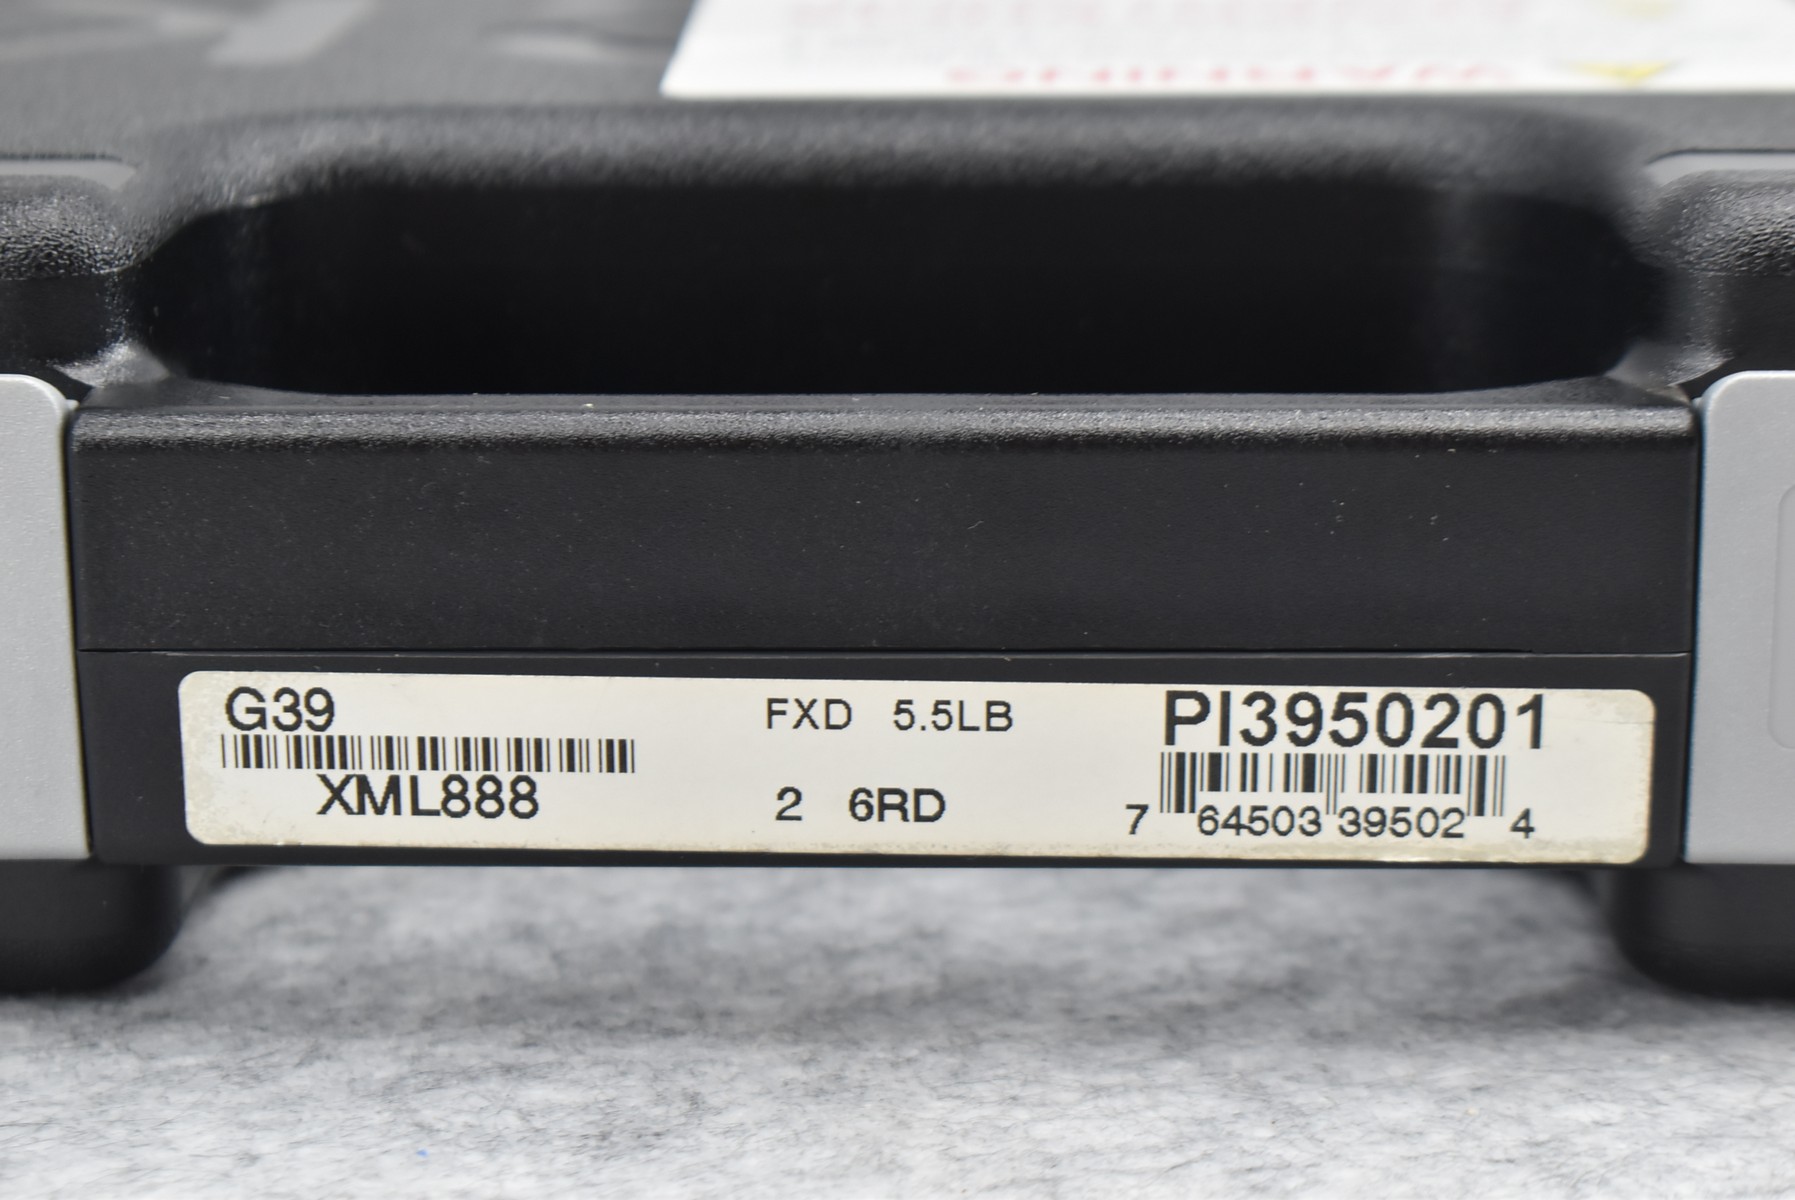 G39 FXD 5.5LB PI3950201
XML888 2 6RD 7 64503 39502 4